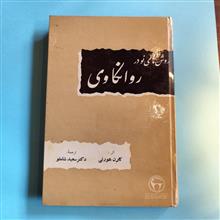 روش‌های نو در
روانکاوی
اثر
کارن هورنای
ترجمهٔ
دکتر سعید شاملو